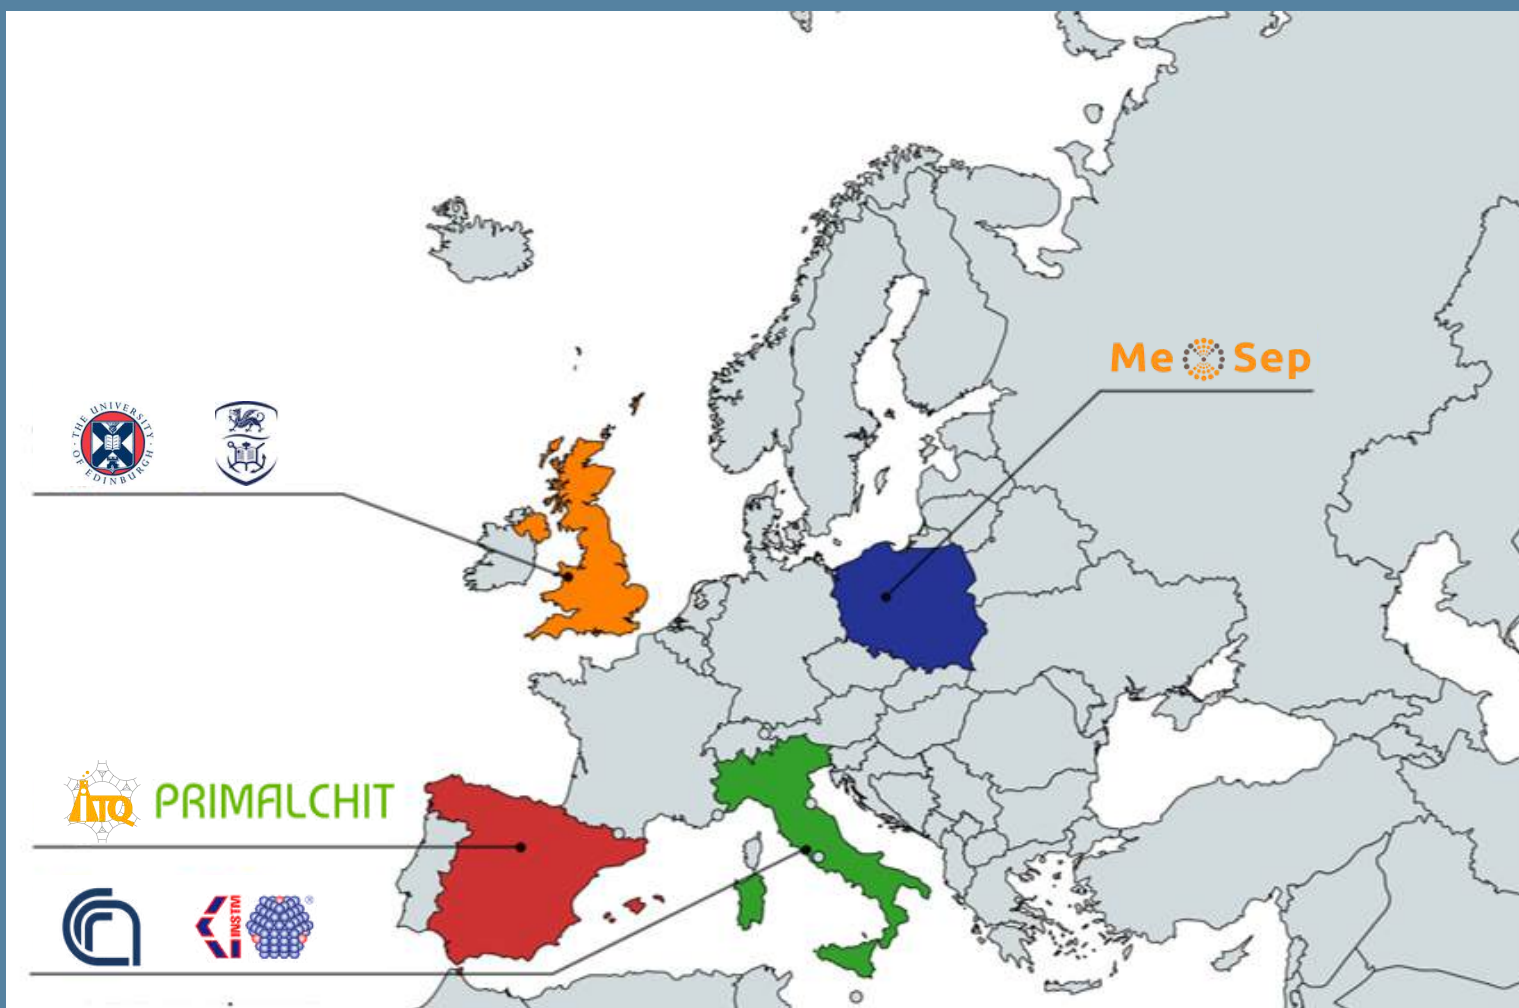 Me Sep
THE UNIVERSITY
OF EDINBURGH
iTQ PRIMALCHIT
INSTM
®